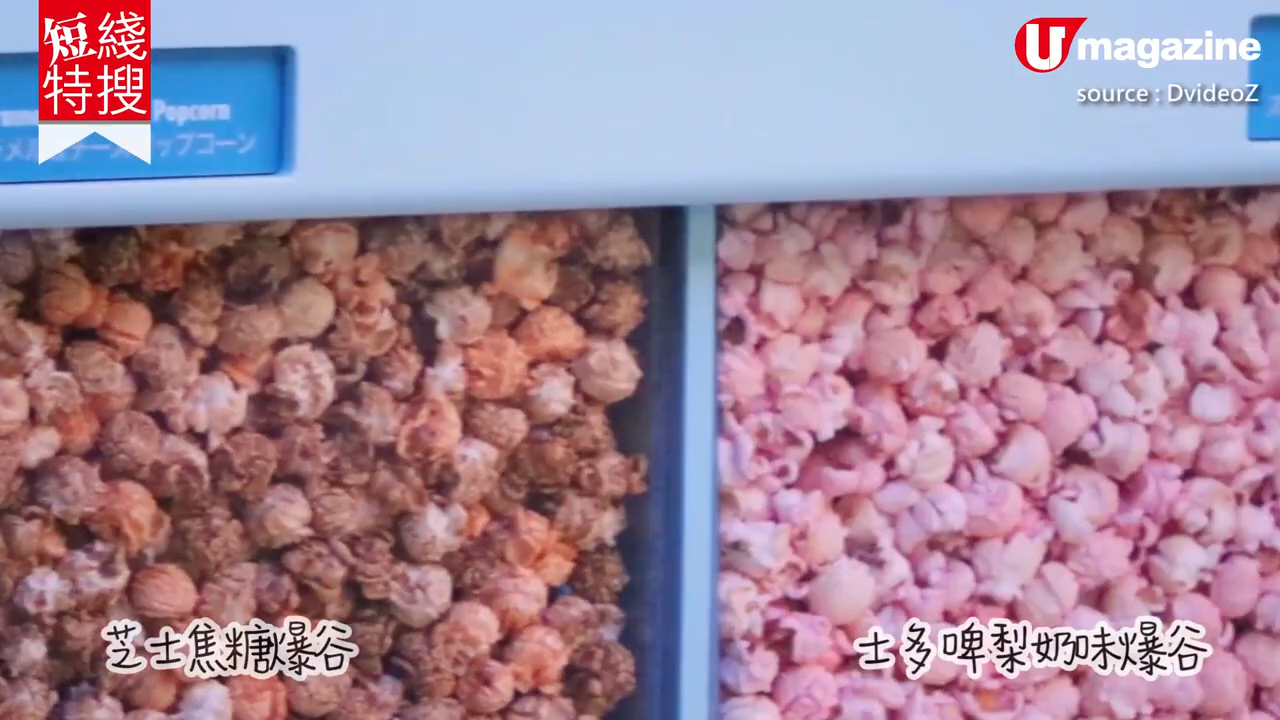 短綫
特搜
U magazine
source : DvideoZ
Popcorn
芝士焦糖爆谷
士多啤梨奶味爆谷